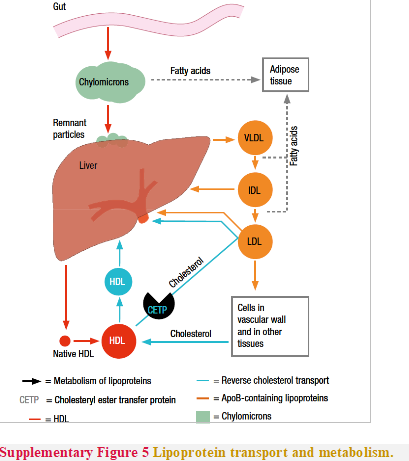 Gut
Chylomicrons
Fatty acids
Adipose
tissue
Remnant
particles
Liver
VLDL
Fatty acids
IDL
LDL
HDL
Cholesterol
CETP
Cells in
vascular wall
and in other
tissues
Native HDL
HDL
Cholesterol
= Metabolism of lipoproteins
= Reverse cholesterol transport
CETP = Cholesteryl ester transfer protein
= ApoB-containing lipoproteins
= HDL
= Chylomicrons
Supplementary Figure 5 Lipoprotein transport and metabolism.